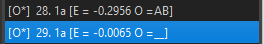 [O*] 28. 1a [E = -0.2956 O =AB]
[O*] 29. 1a [E = -0.0065 O =__]